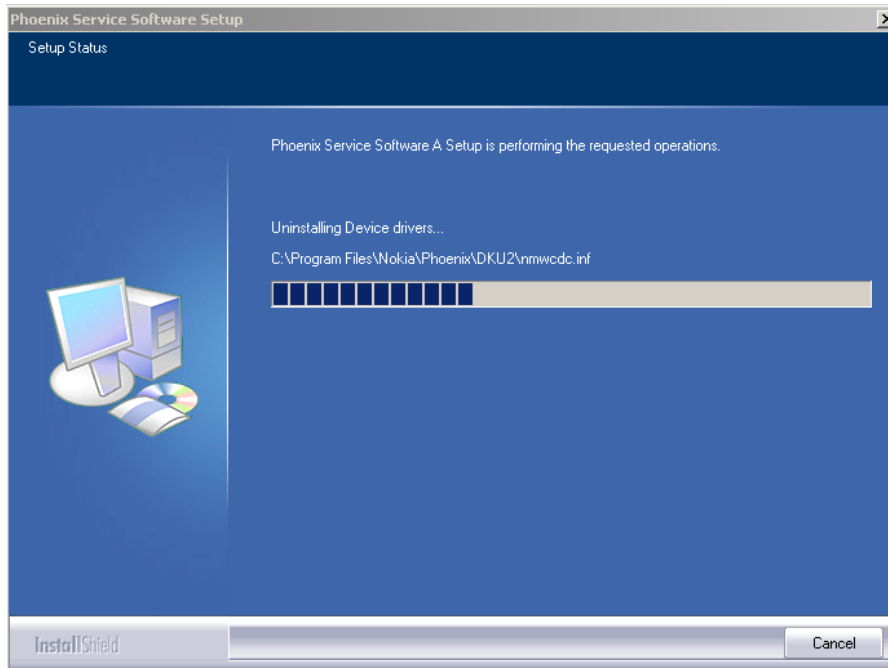 Phoenix Service Software Setup
Setup Status
Phoenix Service Software A Setup is performing the requested operations.
Uninstalling Device drivers...
C:\Program Files\Nokia\Phoenix\DKU2\nmwcdc.inf
InstallShield
Cancel